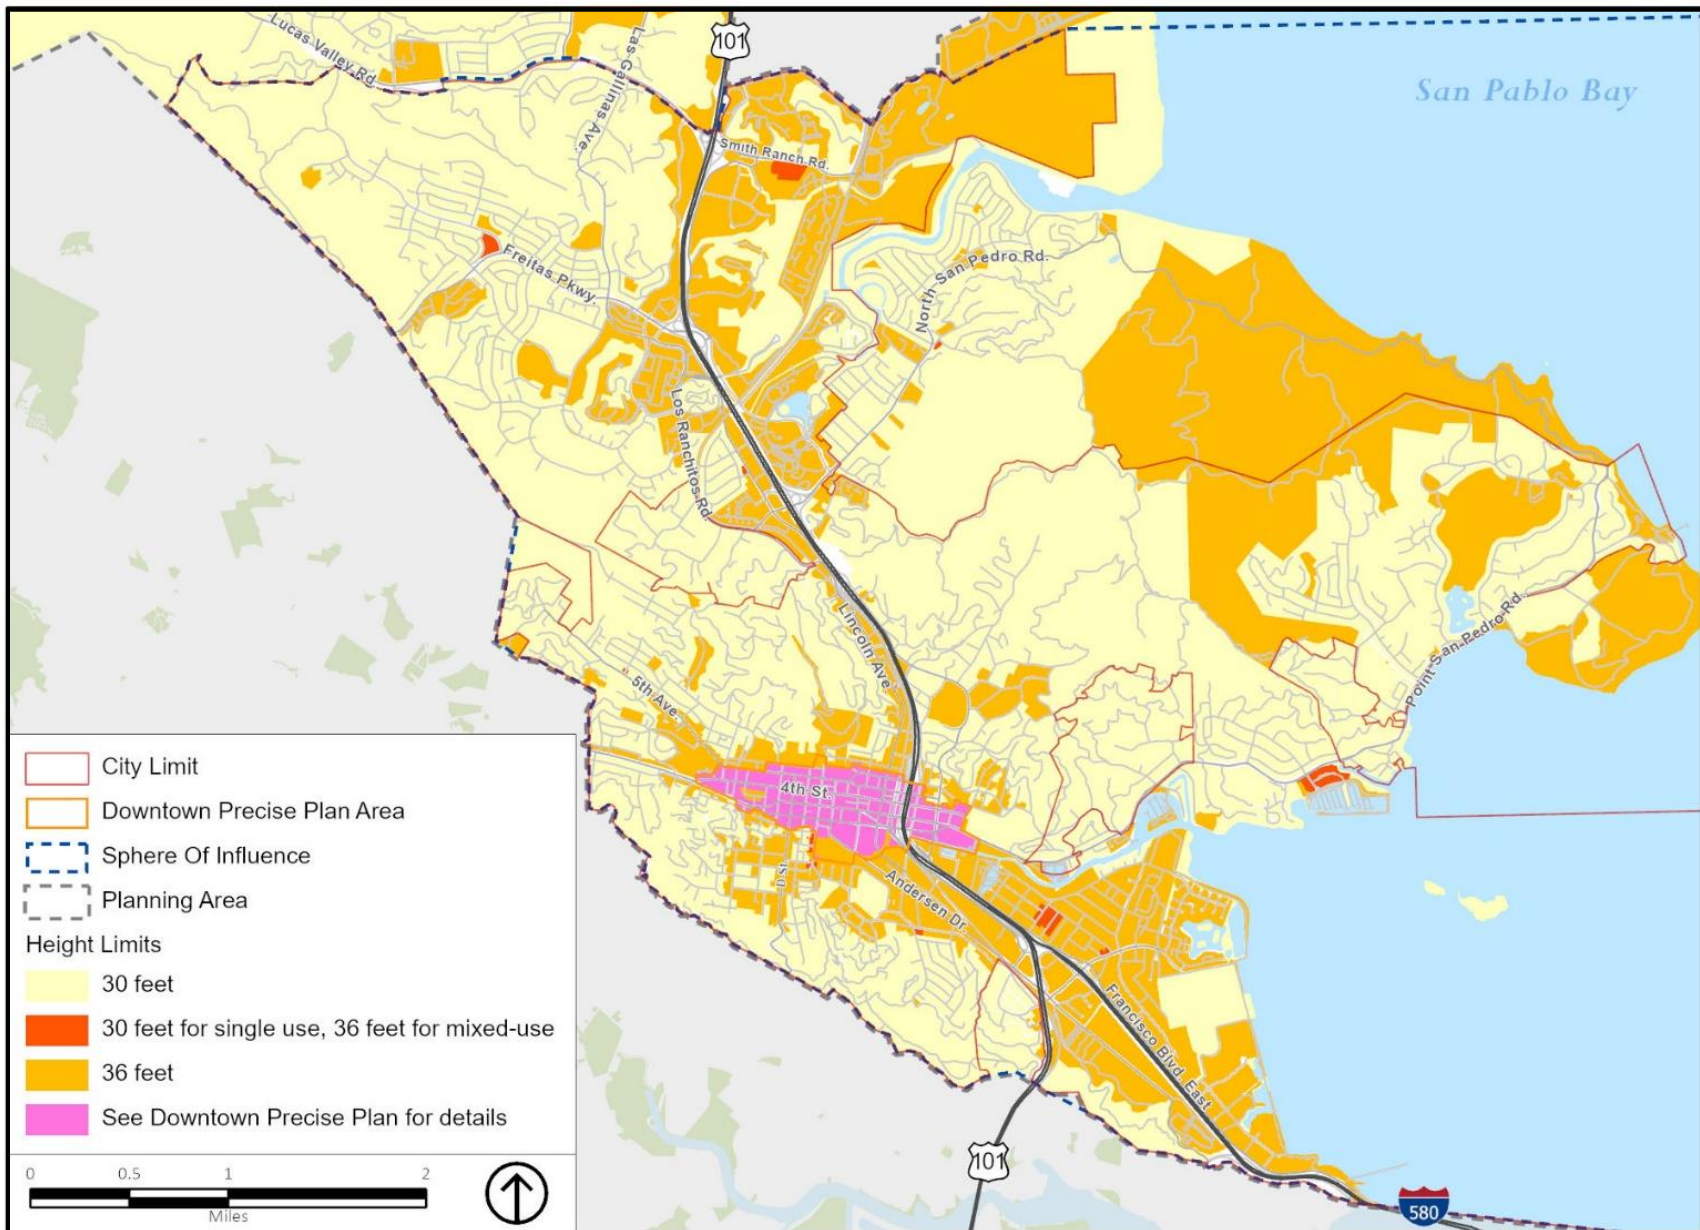 Lucas Valley Rd.
Las Gallinas Ave.
101
San Pablo Bay
Smith Ranch Rd.
Freitas Pkwy.
North San Pedro Rd.
Los Ranchitos Rd.
Lincoln Ave.
Point San Pedro Rd.
5th Ave.
4th St.
D St.
Andersen Dr.
Francisco Blvd. East
101
580
City Limit
Downtown Precise Plan Area
Sphere Of Influence
Planning Area
Height Limits
30 feet
30 feet for single use, 36 feet for mixed-use
36 feet
See Downtown Precise Plan for details
0 0.5 1 2
Miles